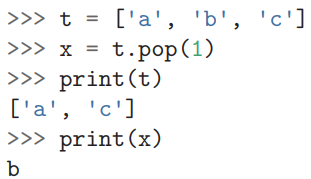 >>> t = ['a', 'b', 'c']
>>> x = t.pop(1)
>>> print(t)
['a', 'c']
>>> print(x)
b